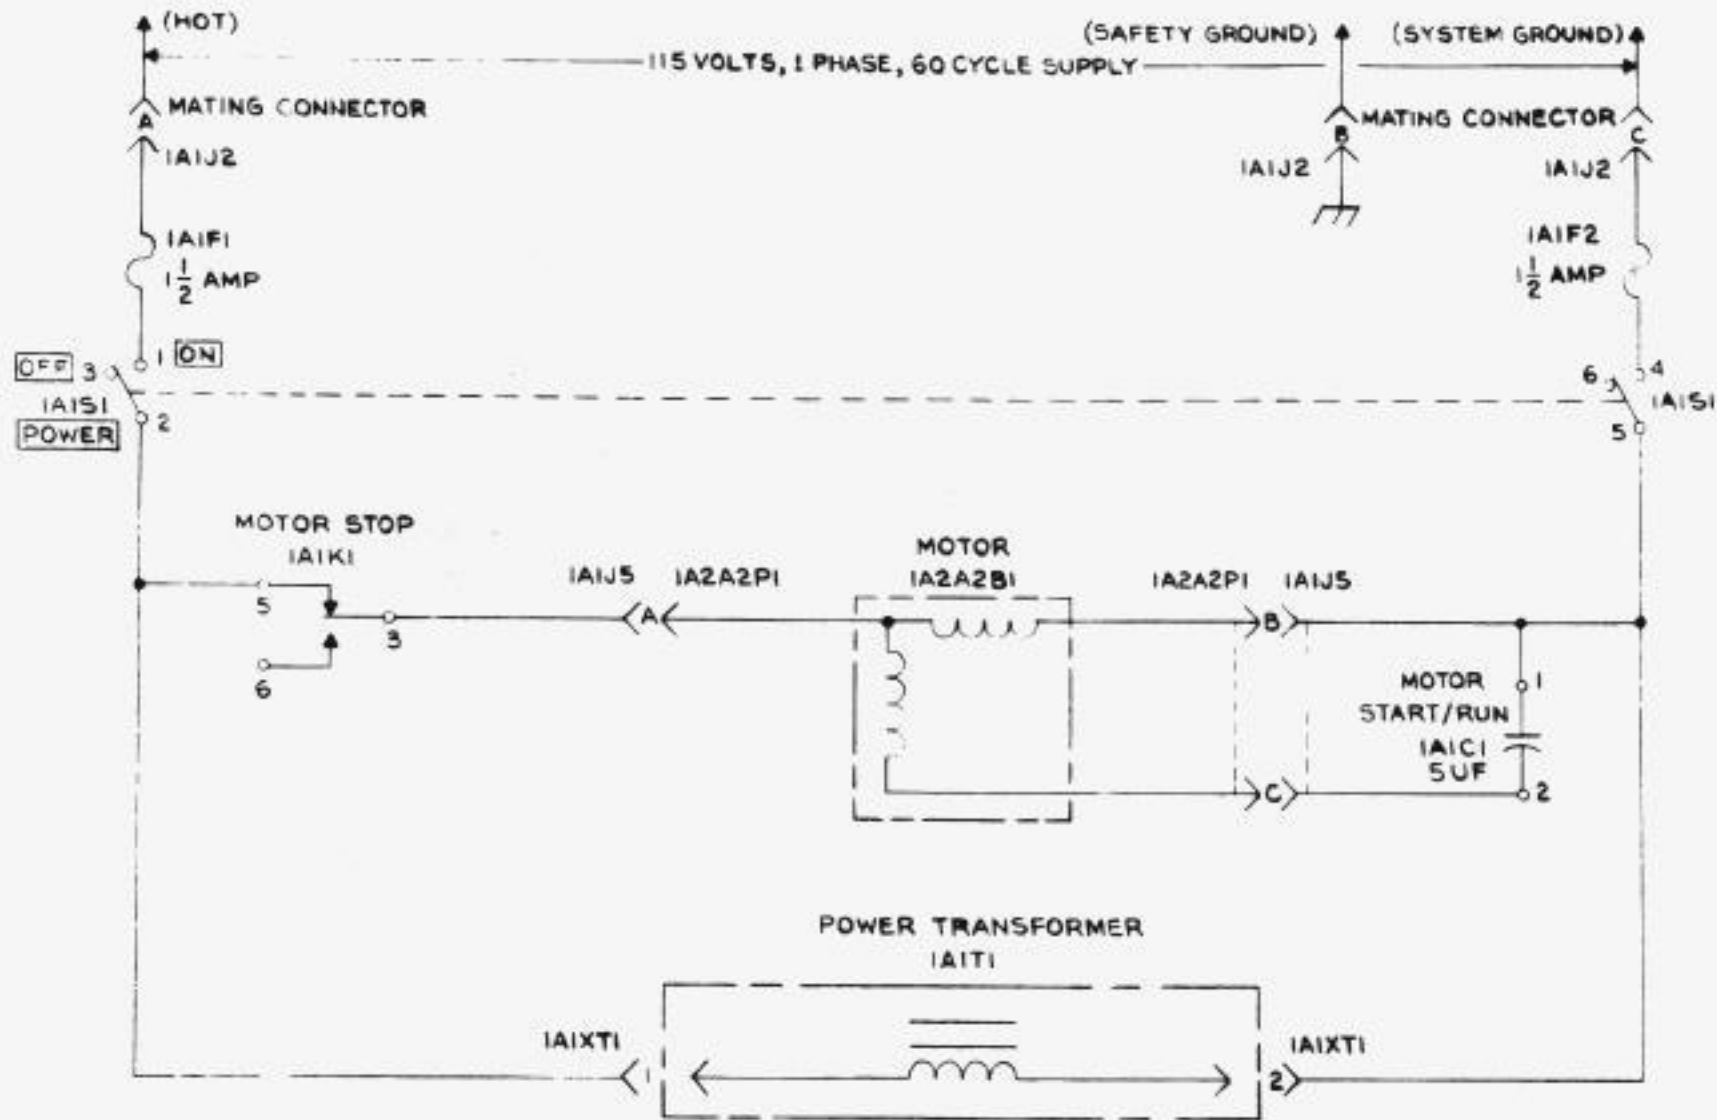 (HOT)
(SAFETY GROUND)
(SYSTEM GROUND)
115 VOLTS, 1 PHASE, 60 CYCLE SUPPLY
MATING CONNECTOR
MATING CONNECTOR
A
B
C
1A1J2
1A1J2
1A1J2
1A1F1
1 1/2 AMP
1A1F2
1 1/2 AMP
OFF 3
1 ON
6
4
1A1S1
1A1S1
POWER
2
5
MOTOR STOP
1A1K1
5
6
3
1A1J5
1A2A2P1
A
MOTOR
1A2A2B1
1A2A2P1
1A1J5
B
C
MOTOR
START/RUN
1A1C1
5UF
1
2
POWER TRANSFORMER
1A1T1
1A1XT1
1
1A1XT1
2